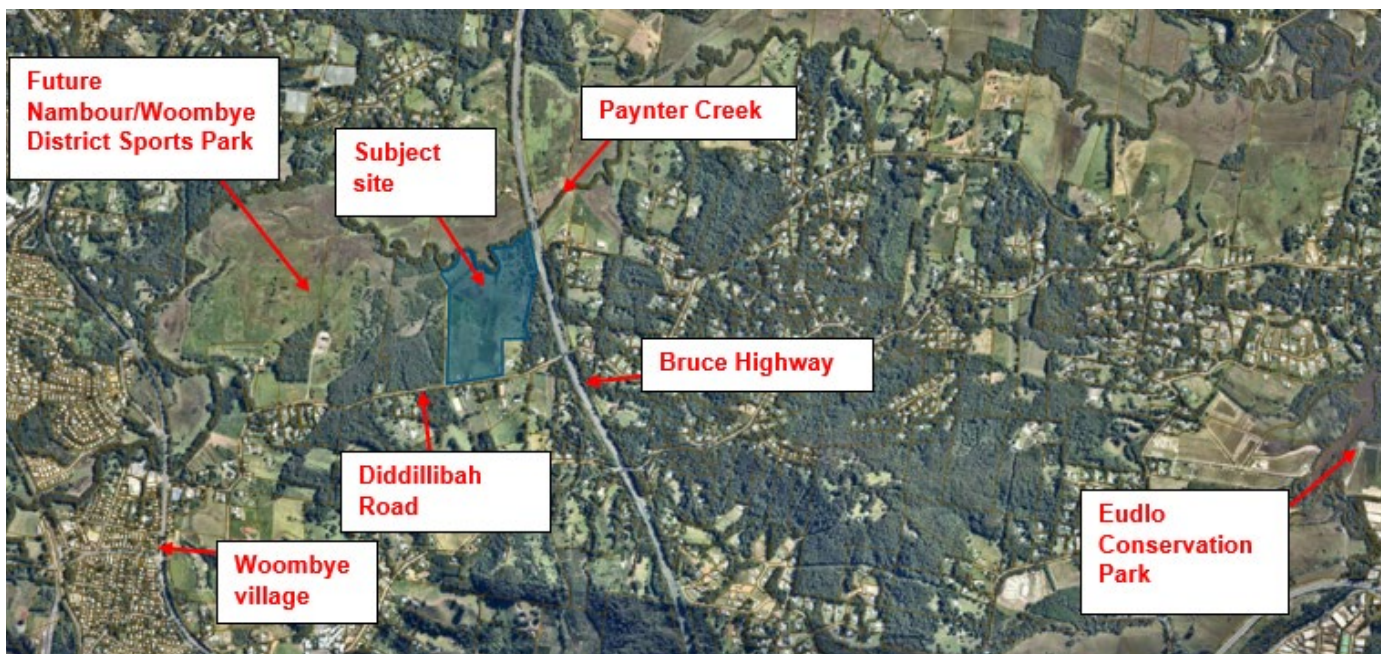 Future
Nambour/Woombye
District Sports Park
Subject
site
Paynter Creek
Bruce Highway
Diddillibah
Road
Woombye
village
Eudlo
Conservation
Park